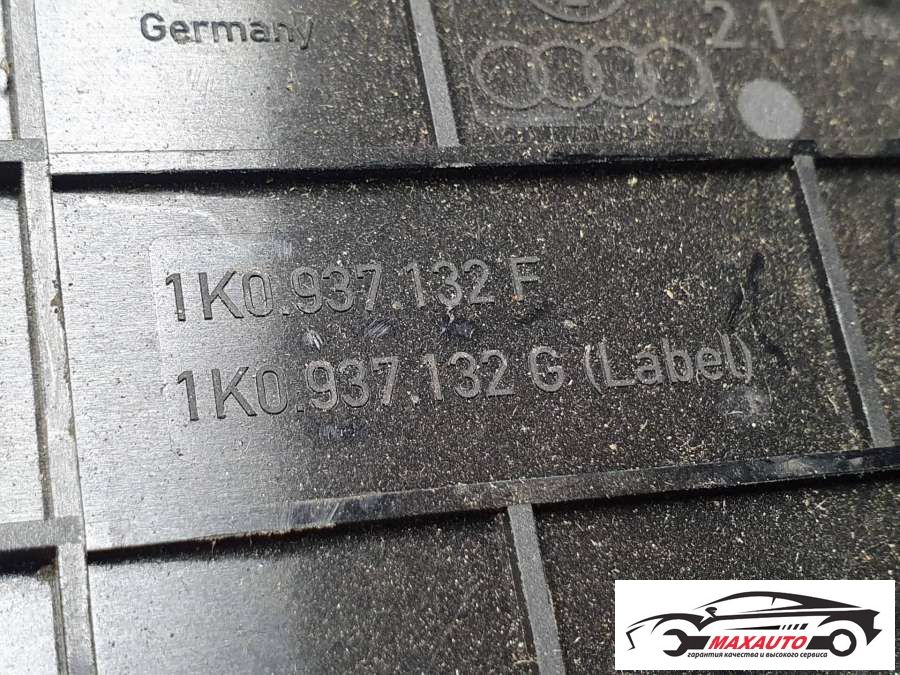 Germany
2.1
1K0.937.132 F
1K0.937.132 G (Label)
MAXAUTO
гарантия качества и высокого сервиса